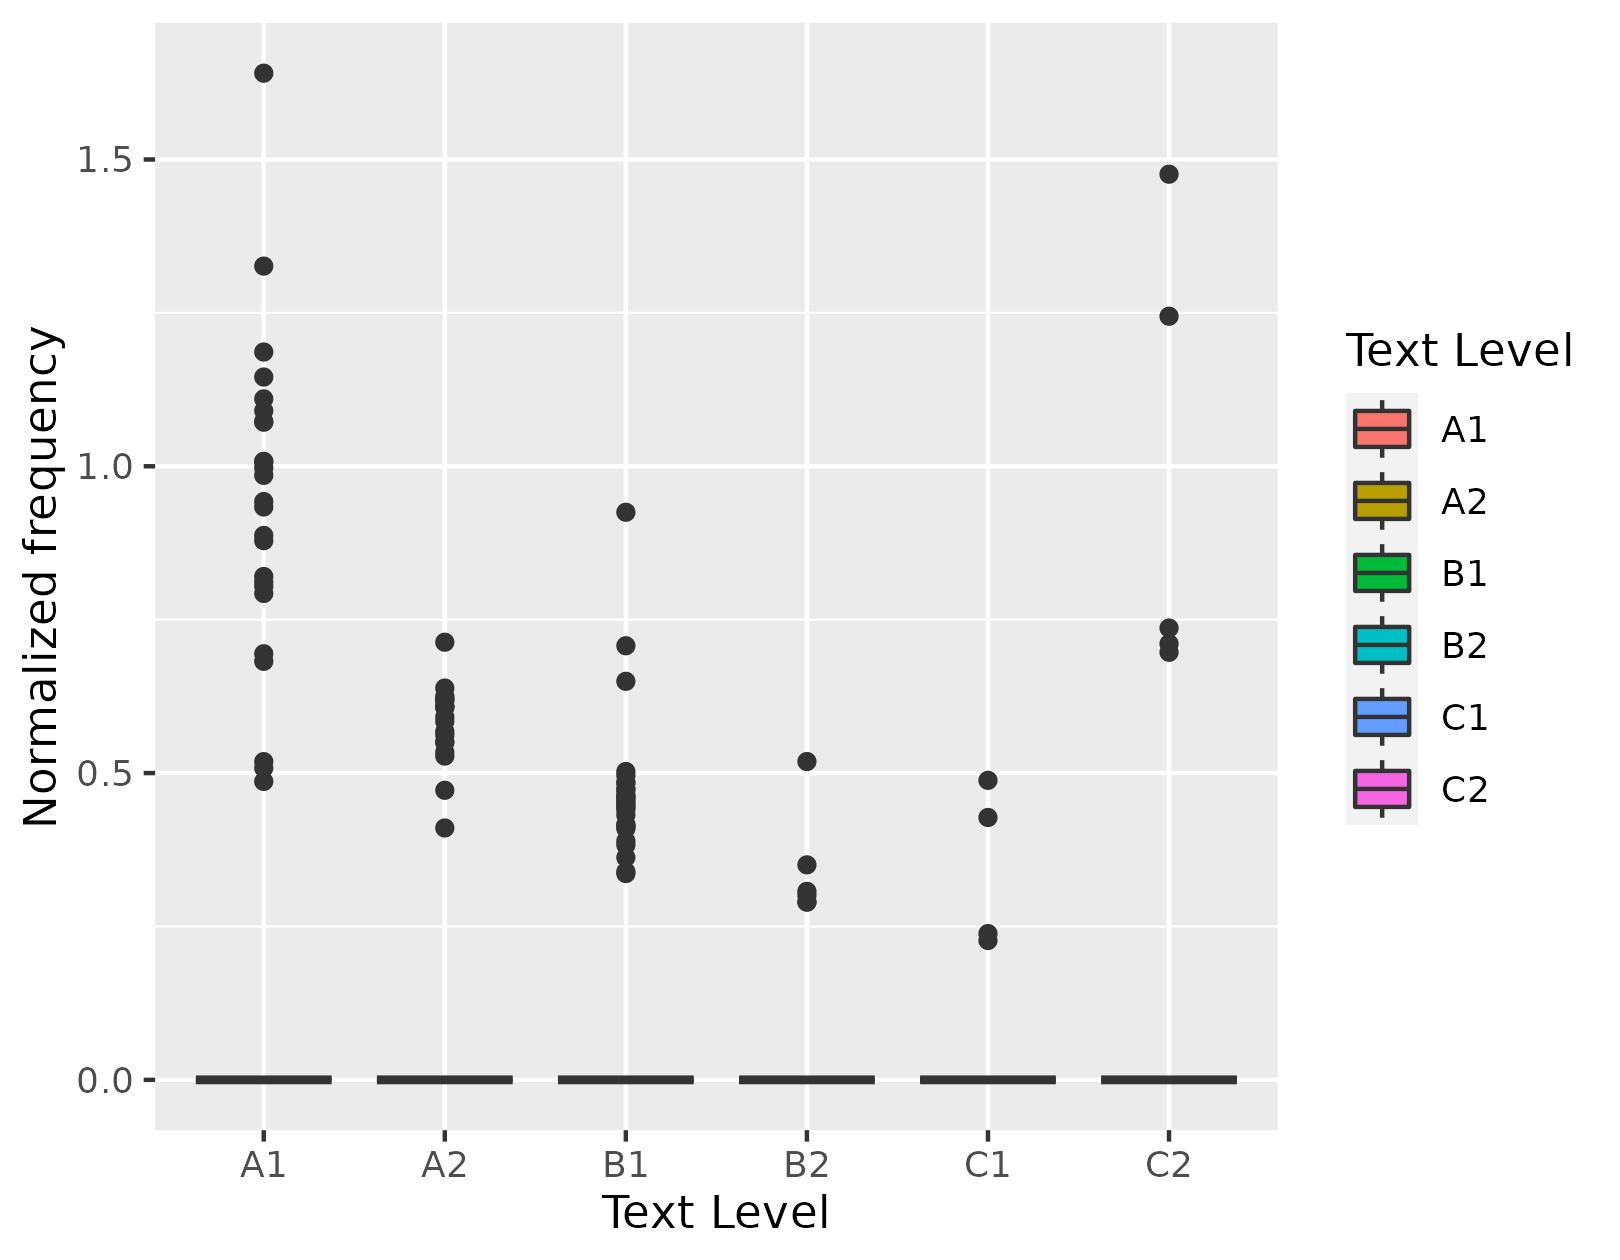 Normalized frequency
1.5
1.0
0.5
0.0
A1 A2 B1 B2 C1 C2
Text Level
Text Level
A1
A2
B1
B2
C1
C2